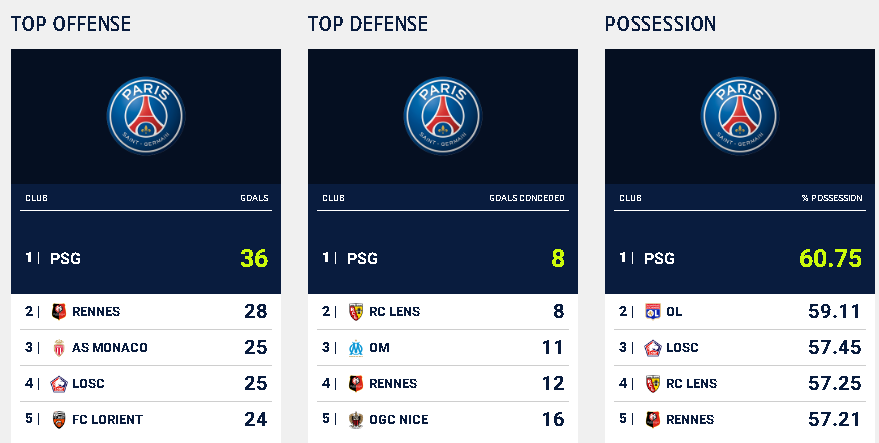 TOP OFFENSE
PARIS
SAINT-GERMAIN
CLUB GOALS
1 | PSG 36
2 | RENNES 28
3 | AS MONACO 25
4 | LOSC 25
5 | FC LORIENT 24
TOP DEFENSE
PARIS
SAINT-GERMAIN
CLUB GOALS CONCEDED
1 | PSG 8
2 | RC LENS 8
3 | OM 11
4 | RENNES 12
5 | OGC NICE 16
POSSESSION
PARIS
SAINT-GERMAIN
CLUB % POSSESSION
1 | PSG 60.75
2 | OL 59.11
3 | LOSC 57.45
4 | RC LENS 57.25
5 | RENNES 57.21